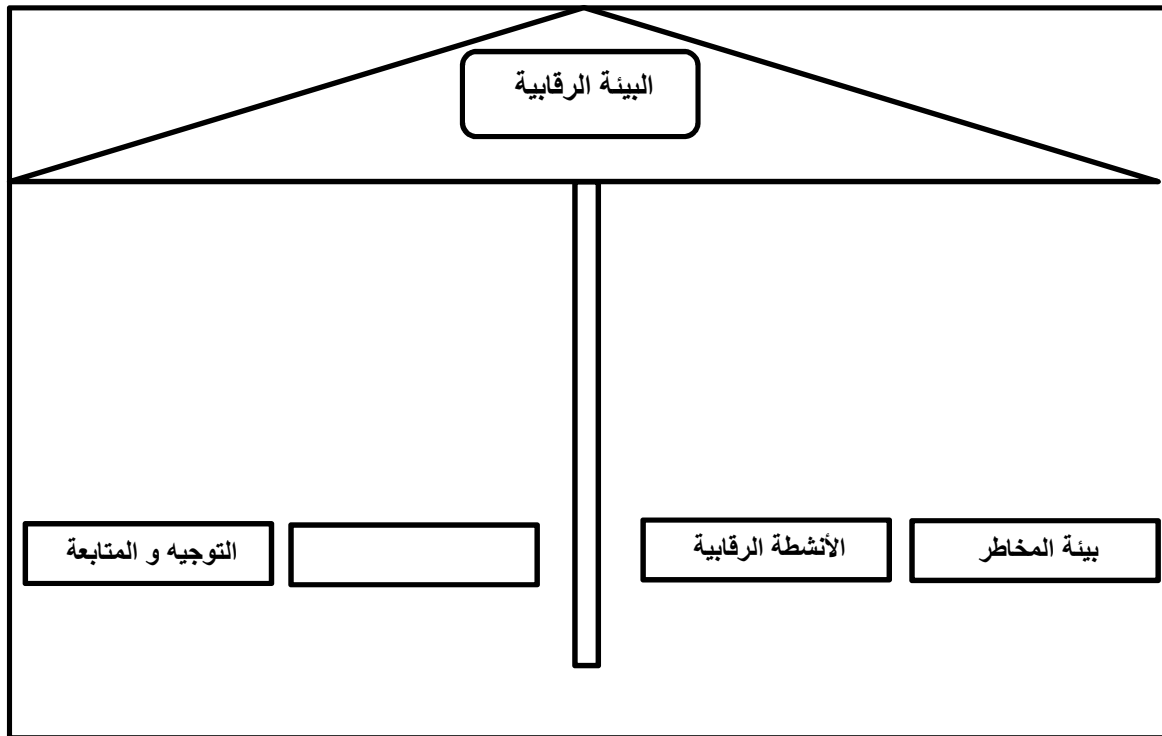 البيئة الرقابية
بيئة المخاطر
الأنشطة الرقابية
التوجيه و المتابعة